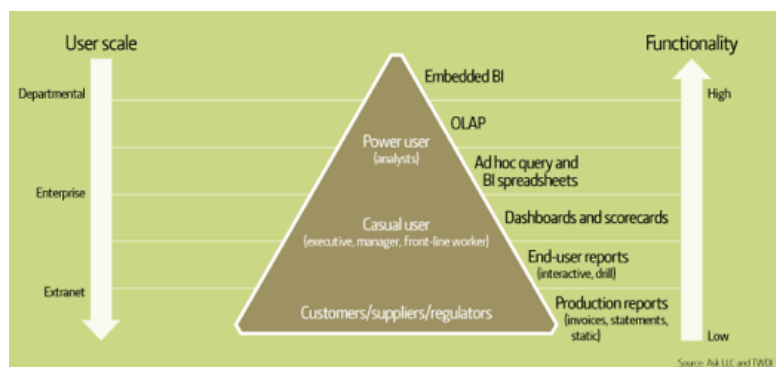 User scale
Functionality
Embedded BI
Departmental
High
OLAP
Power user
(analysts)
Ad hoc query and
BI spreadsheets
Enterprise
Dashboards and scorecards
Casual user
(executive, manager, front-line worker)
End-user reports
(interactive, drill)
Extranet
Production reports
(invoices, statements,
static)
Customers/suppliers/regulators
Low
Source: Ask LLC and TWDI